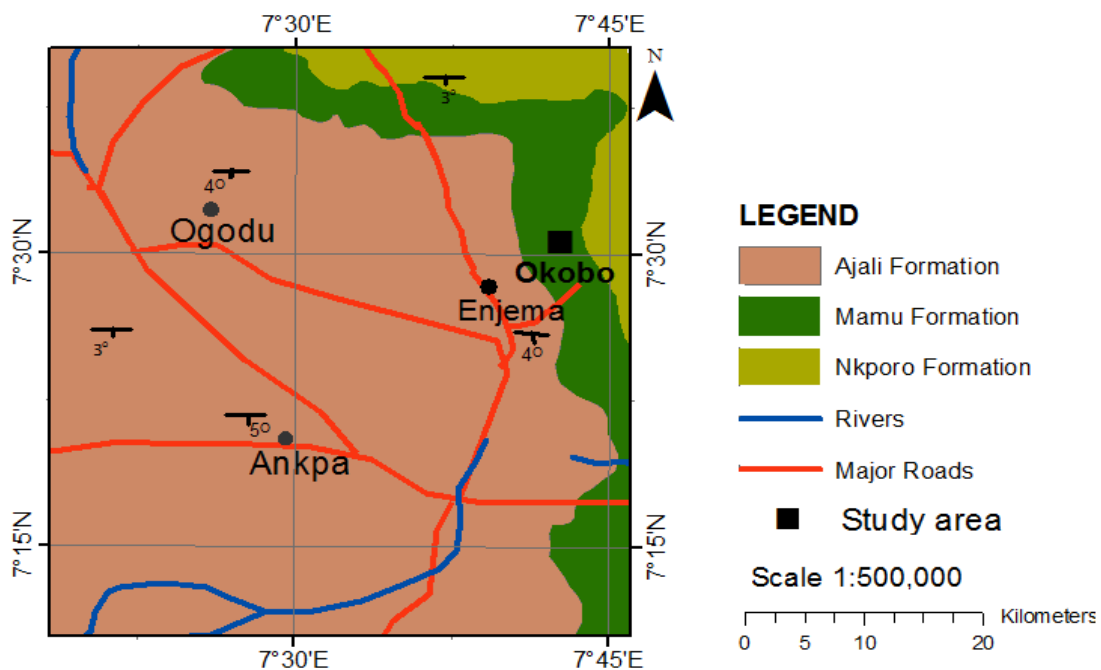 7°30'E 7°45'E
N
3°
4°
Ogodu
7°30'N 7°30'N
Okobo
Enjema
3°
4°
5°
Ankpa
7°15'N 7°15'N
7°30'E 7°45'E
LEGEND
Ajali Formation
Mamu Formation
Nkporo Formation
Rivers
Major Roads
Study area
Scale 1:500,000
Kilometers
0 5 10 20